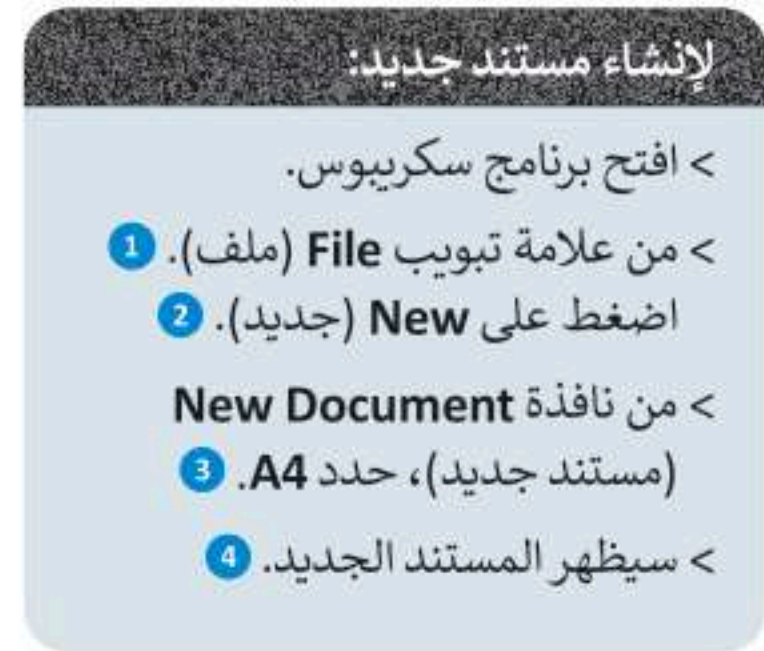 لإنشاء مستند جديد:
> افتح برنامج سكريبوس.
> من علامة تبويب File (ملف). 1
اضغط على New (جديد). 2
> من نافذة New Document
(مستند جديد)، حدد A4. 3
> سيظهر المستند الجديد. 4